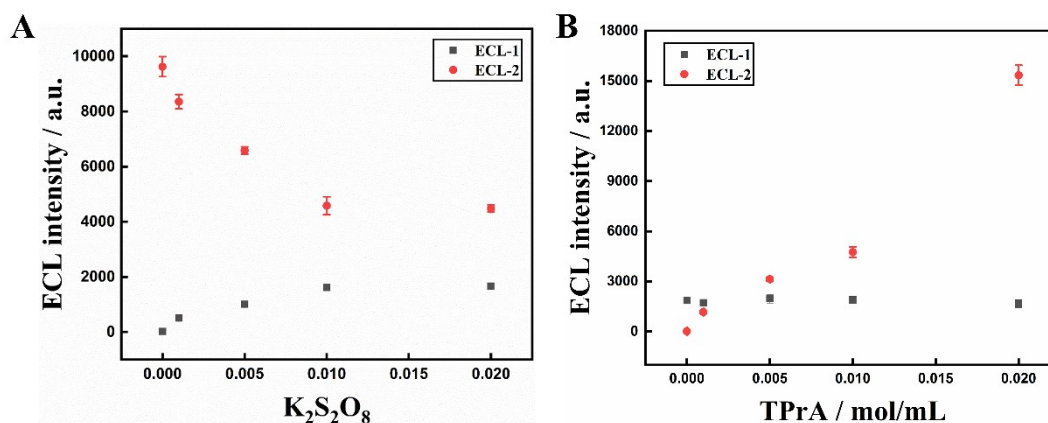 A
ECL intensity / a.u.
10000
8000
6000
4000
2000
0
ECL-1
ECL-2
0.000 0.005 0.010 0.015 0.020
K₂S₂O₈
B
ECL intensity / a.u.
18000
15000
12000
9000
6000
3000
0
ECL-1
ECL-2
0.000 0.005 0.010 0.015 0.020
TPrA / mol/mL